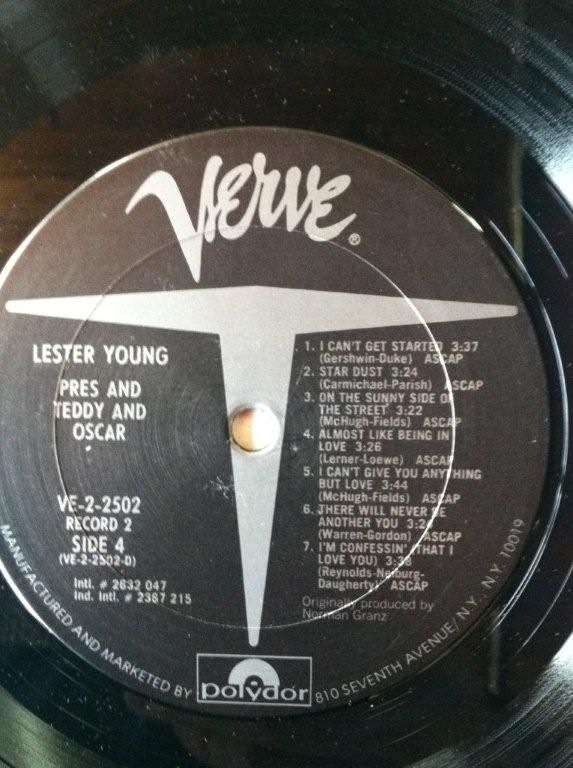 Verve®
LESTER YOUNG
PRES AND
TEDDY AND
OSCAR
VE-2-2502
RECORD 2
SIDE 4
(VE-2-2502-D)
Intl. # 2632 047
Ind. Intl. # 2367 215
1. I CAN'T GET STARTED 3:37
(Gershwin-Duke) ASCAP
2. STAR DUST 3:24
(Carmichael-Parish) ASCAP
3. ON THE SUNNY SIDE OF
THE STREET 3:22
(McHugh-Fields) ASCAP
4. ALMOST LIKE BEING IN
LOVE 3:26
(Lerner-Loewe) ASCAP
5. I CAN'T GIVE YOU ANYTHING
BUT LOVE 3:44
(McHugh-Fields) ASCAP
6. THERE WILL NEVER BE
ANOTHER YOU
(Warren-Gordon) ASCAP
7. I'M CONFESSIN' (THAT I
LOVE YOU) 3:38
(Reynolds-Neiburg-
Daugherty) ASCAP
Originally produced by
Norman Granz
MANUFACTURED AND MARKETED BY polydor 810 SEVENTH AVENUE/ N.Y., N.Y. 10019